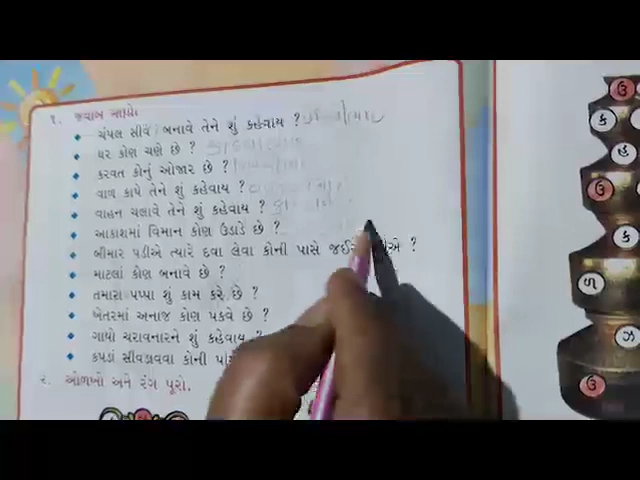 ૧. જવાબ આપો.
ચંપલ સીવે બનાવે તેને શું કહેવાય ?
ઘર કોણ ચણે છે ?
કરવત કોનું ઓજાર છે ?
વાળ કાપે તેને શું કહેવાય ?
વાહન ચલાવે તેને શું કહેવાય ?
આકાશમાં વિમાન કોણ ઉડાડે છે ?
બીમાર પડીએ ત્યારે દવા લેવા કોની પાસે ?
માટલાં કોણ બનાવે છે ?
તમારા પપ્પા શું કામ કરે છે ?
ખેતરમાં અનાજ કોણ પકવે છે ?
ગાયો ચરાવનારને શું કહેવાય ?
કપડાં સીવડાવવા કોની
૨. ઓળખો અને રંગ પૂરો.
ઉ
ક
હ
ઉ
ક
ળ
ઝ
ઉ